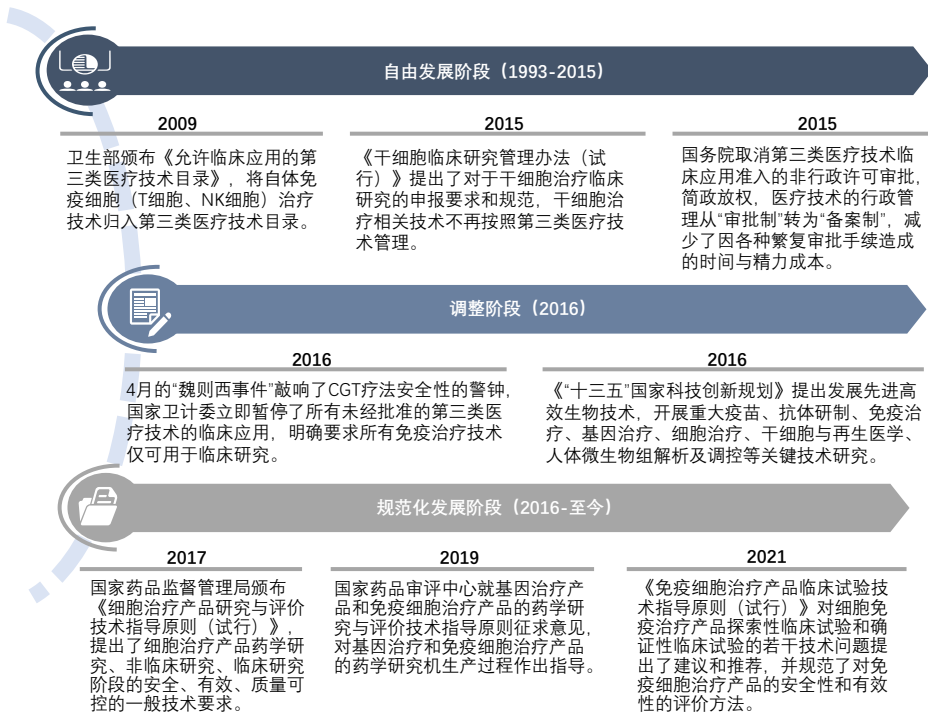 自由发展阶段（1993-2015）
2009
卫生部颁布《允许临床应用的第
三类医疗技术目录》，将自体免
疫细胞（T细胞、NK细胞）治疗
技术归入第三类医疗技术目录。
2015
《干细胞临床研究管理办法（试
行）》提出了对于干细胞治疗临床
研究的申报要求和规范，干细胞治
疗相关技术不再按照第三类医疗技
术管理。
2015
国务院取消第三类医疗技术临
床应用准入的非行政许可审批，
简政放权，医疗技术的行政管
理从“审批制”转为“备案制”，减
少了因各种繁复审批手续造成
的时间与精力成本。
调整阶段（2016）
2016
4月的“魏则西事件”敲响了CGT疗法安全性的警钟，
国家卫计委立即暂停了所有未经批准的第三类医
疗技术的临床应用，明确要求所有免疫治疗技术
仅可用于临床研究。
2016
《“十三五”国家科技创新规划》提出发展先进高
效生物技术，开展重大疫苗、抗体研制、免疫治
疗、基因治疗、细胞治疗、干细胞与再生医学、
人体微生物组解析及调控等关键技术研究。
规范化发展阶段（2016-至今）
2017
国家药品监督管理局颁布
《细胞治疗产品研究与评价
技术指导原则（试行）》，
提出了细胞治疗产品药学研
究、非临床研究、临床研究
阶段的安全、有效、质量可
控的一般技术要求。
2019
国家药品审评中心就基因治疗产
品和免疫细胞治疗产品的药学研
究与评价技术指导原则征求意见，
对基因治疗和免疫细胞治疗产品
的药学研究机生产过程作出指导。
2021
《免疫细胞治疗产品临床试验技
术指导原则（试行）》对细胞免
疫治疗产品探索性临床试验和确
证性临床试验的若干技术问题提
出了建议和推荐，并规范了对免
疫细胞治疗产品的安全性和有效
性的评价方法。